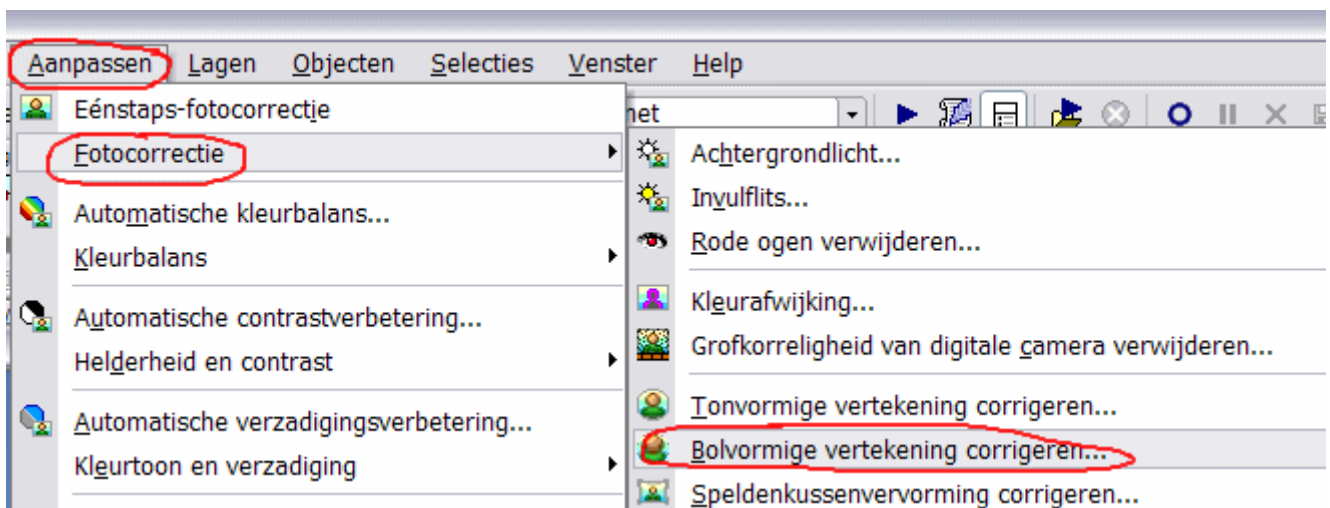 Aanpassen Lagen Objecten Selecties Venster Help
Eénstaps-fotocorrectie
Fotocorrectie
Automatische kleurbalans...
Kleurbalans
Automatische contrastverbetering...
Helderheid en contrast
Automatische verzadigingsverbetering...
Kleurtoon en verzadiging
Achtergrondlicht...
Invulflits...
Rode ogen verwijderen...
Kleurafwijking...
Grofkorreligheid van digitale camera verwijderen...
Tonvormige vertekening corrigeren...
Bolvormige vertekening corrigeren...
Speldenkussenvervorming corrigeren...